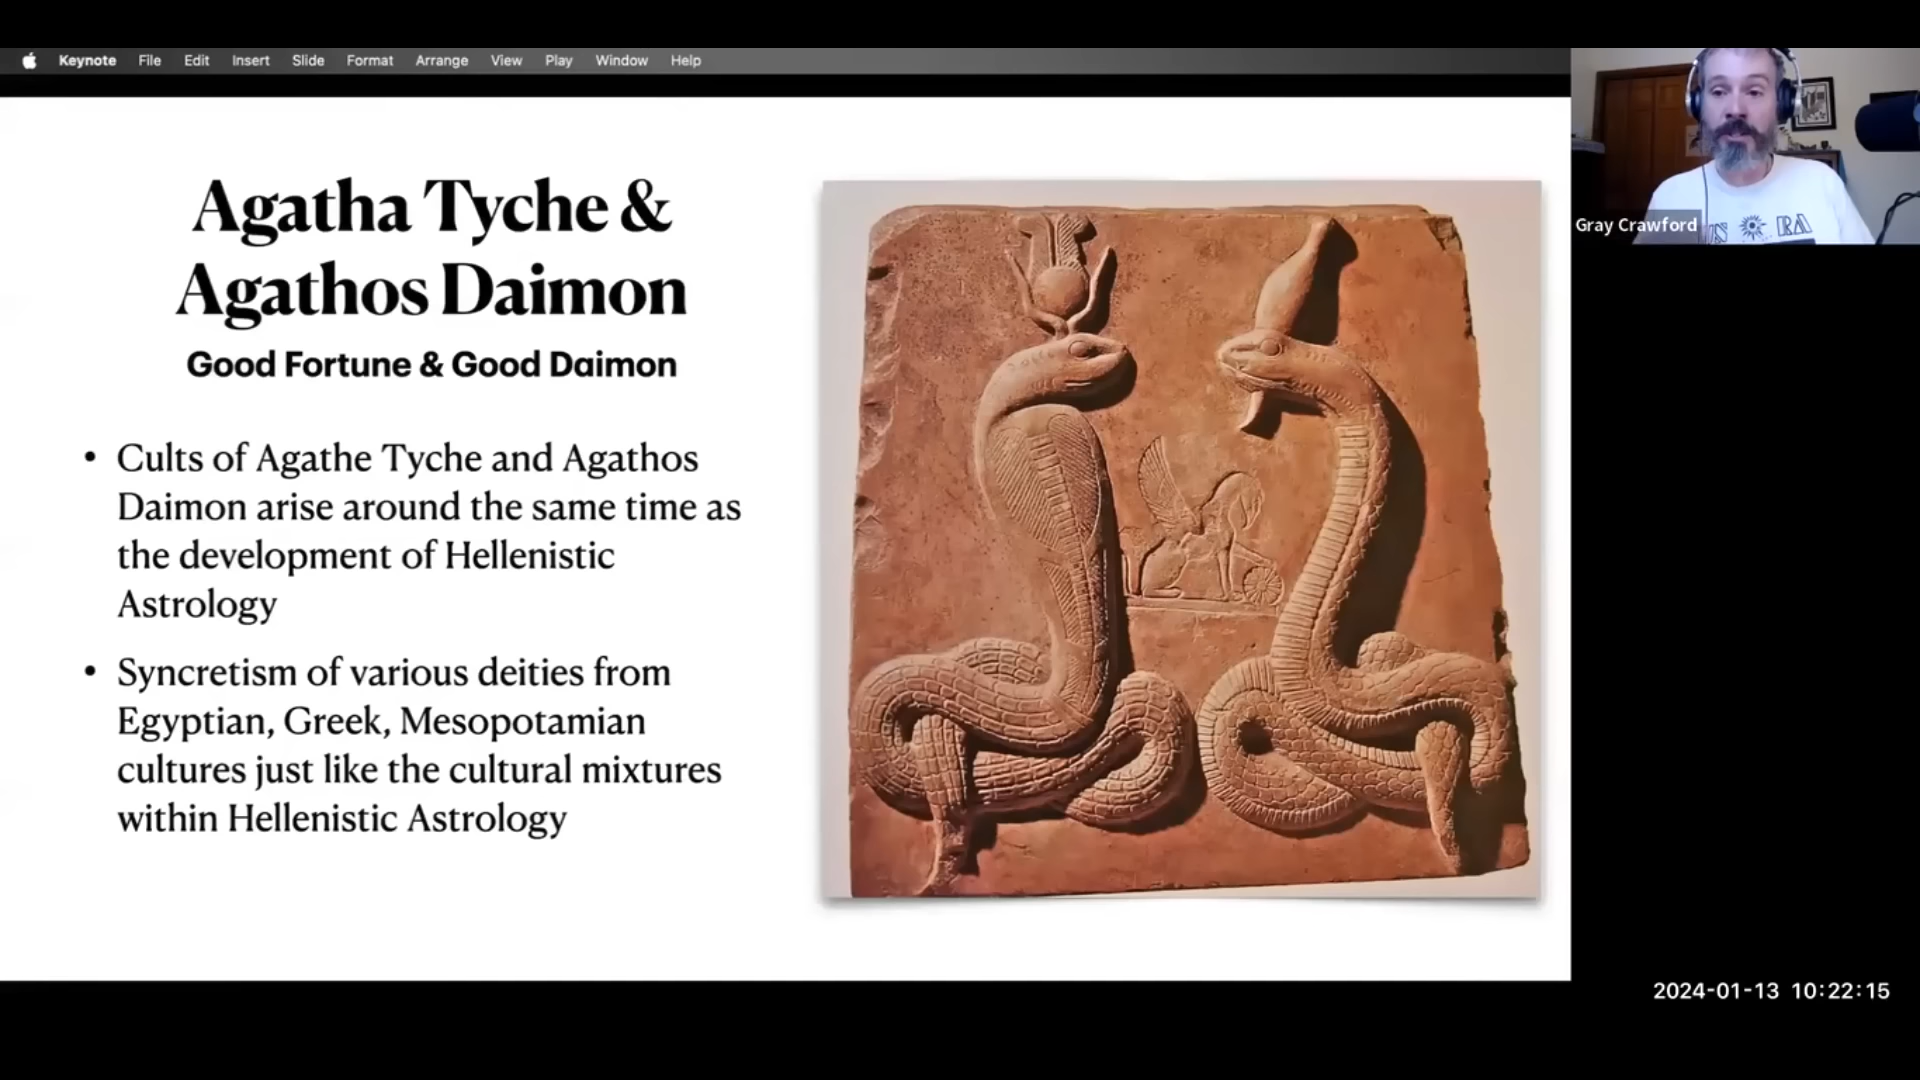 Keynote File Edit Insert Slide Format Arrange View Play Window Help
Agatha Tyche &
Agathos Daimon
Good Fortune & Good Daimon
• Cults of Agathe Tyche and Agathos
Daimon arise around the same time as
the development of Hellenistic
Astrology
• Syncretism of various deities from
Egyptian, Greek, Mesopotamian
cultures just like the cultural mixtures
within Hellenistic Astrology
Gray Crawford
2024-01-13 10:22:15